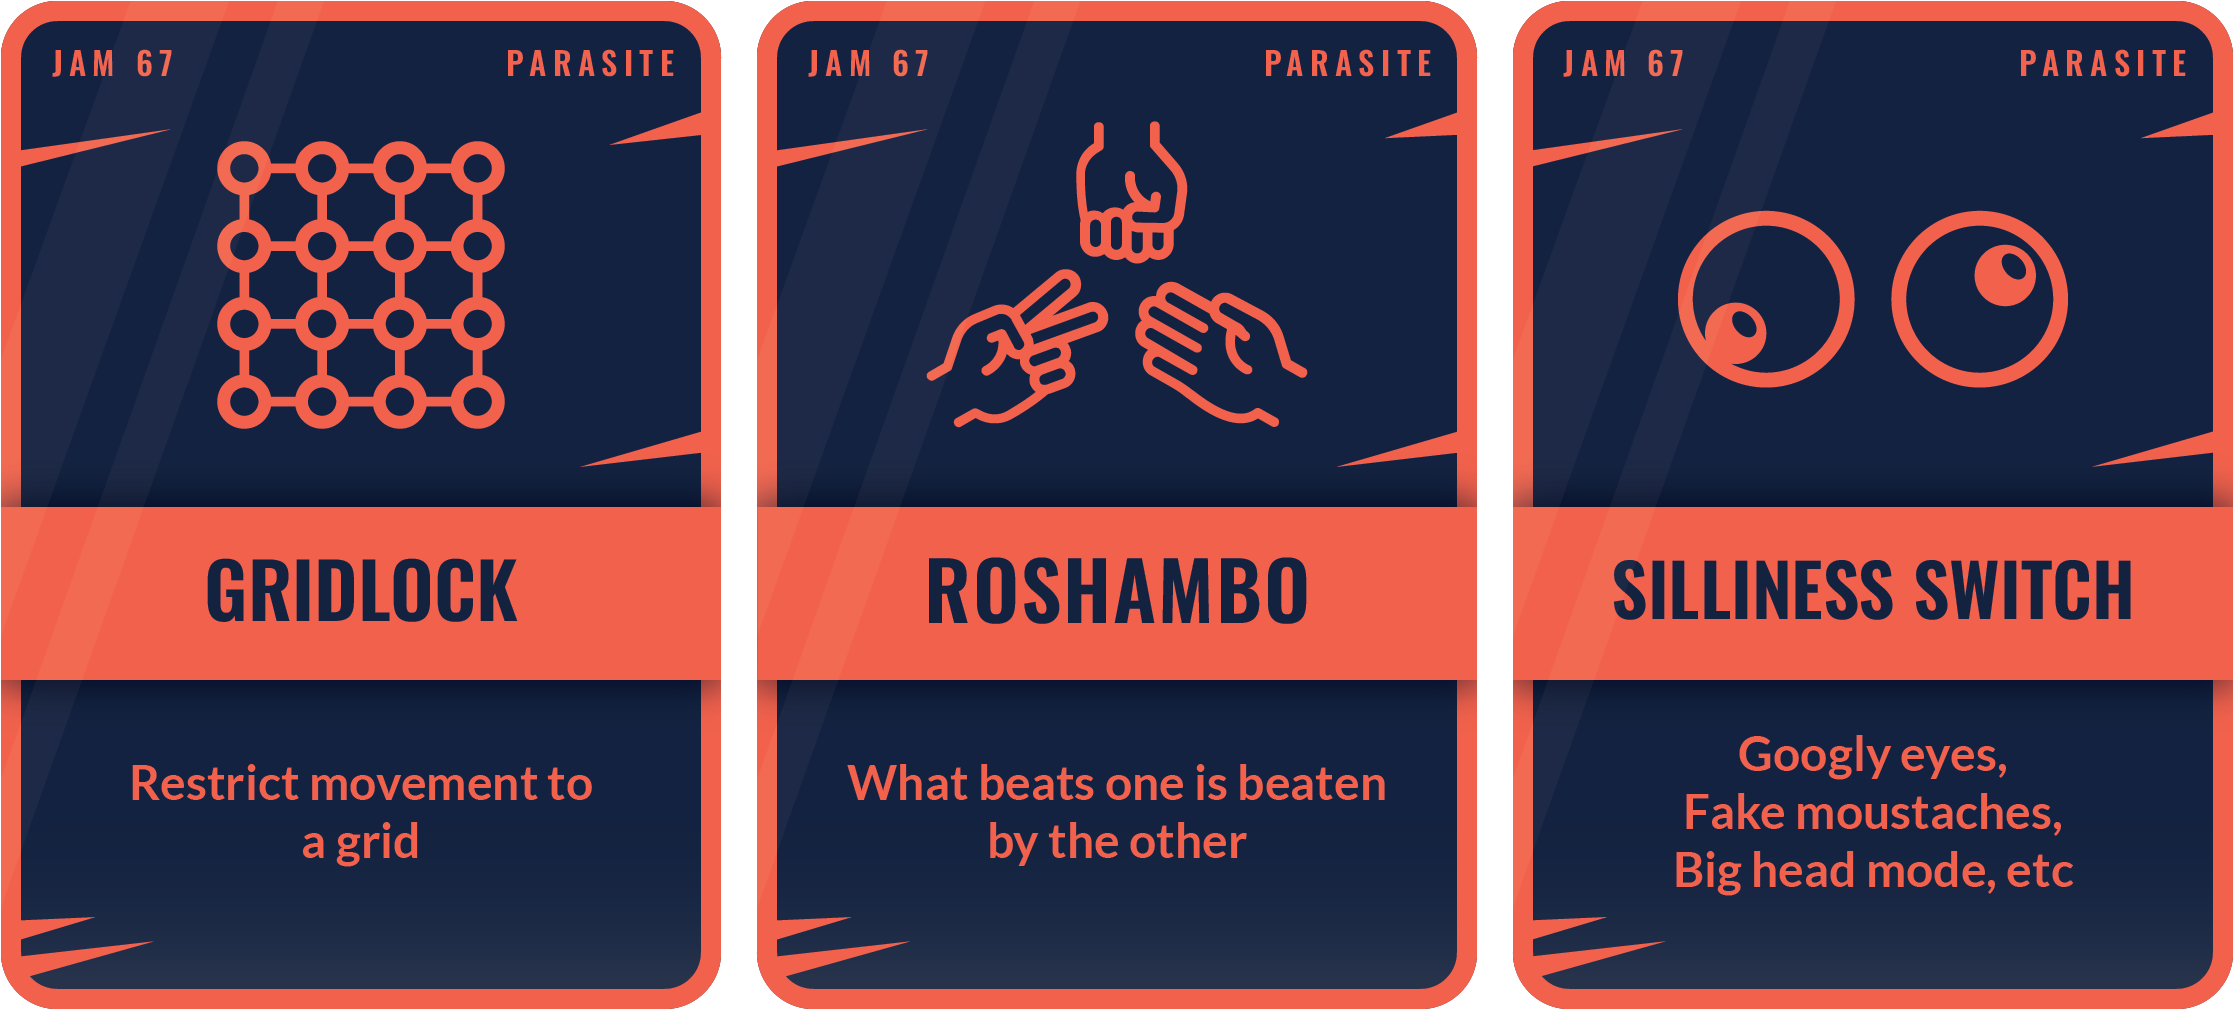 JAM 67
PARASITE
GRIDLOCK
Restrict movement to
a grid
JAM 67
PARASITE
ROSHAMBO
What beats one is beaten
by the other
JAM 67
PARASITE
SILLINESS SWITCH
Googly eyes,
Fake moustaches,
Big head mode, etc